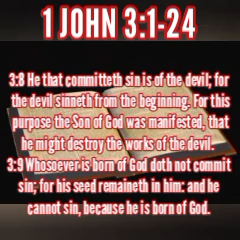 1 JOHN 3:1-24
3:8 He that committeth sin is of the devil; for
the devil sinneth from the beginning. For this
purpose the Son of God was manifested, that
he might destroy the works of the devil.
3:9 Whosoever is born of God doth not commit
sin; for his seed remaineth in him: and he
cannot sin, because he is born of God.